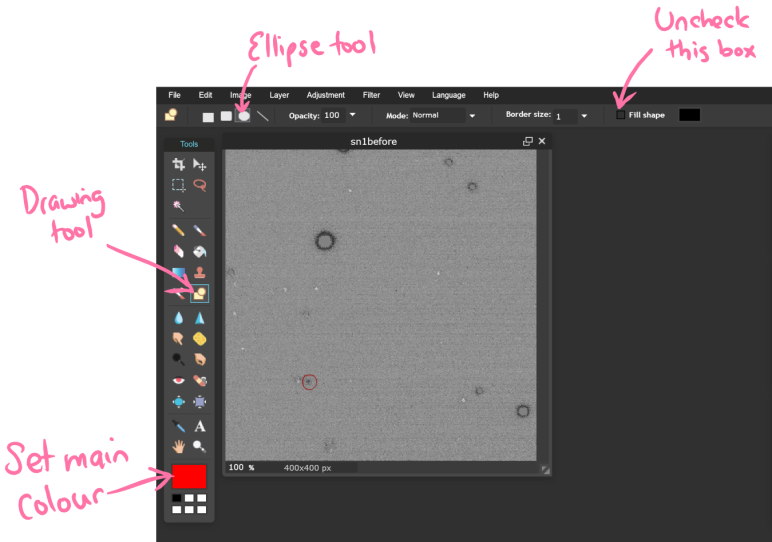 Ellipse tool
Uncheck
this box
File Edit Image Layer Adjustment Filter View Language Help
Opacity: 100 Mode: Normal Border size: 1 Fill shape
Tools
sn1before
Drawing
tool
Set main
colour
100 % 400x400 px